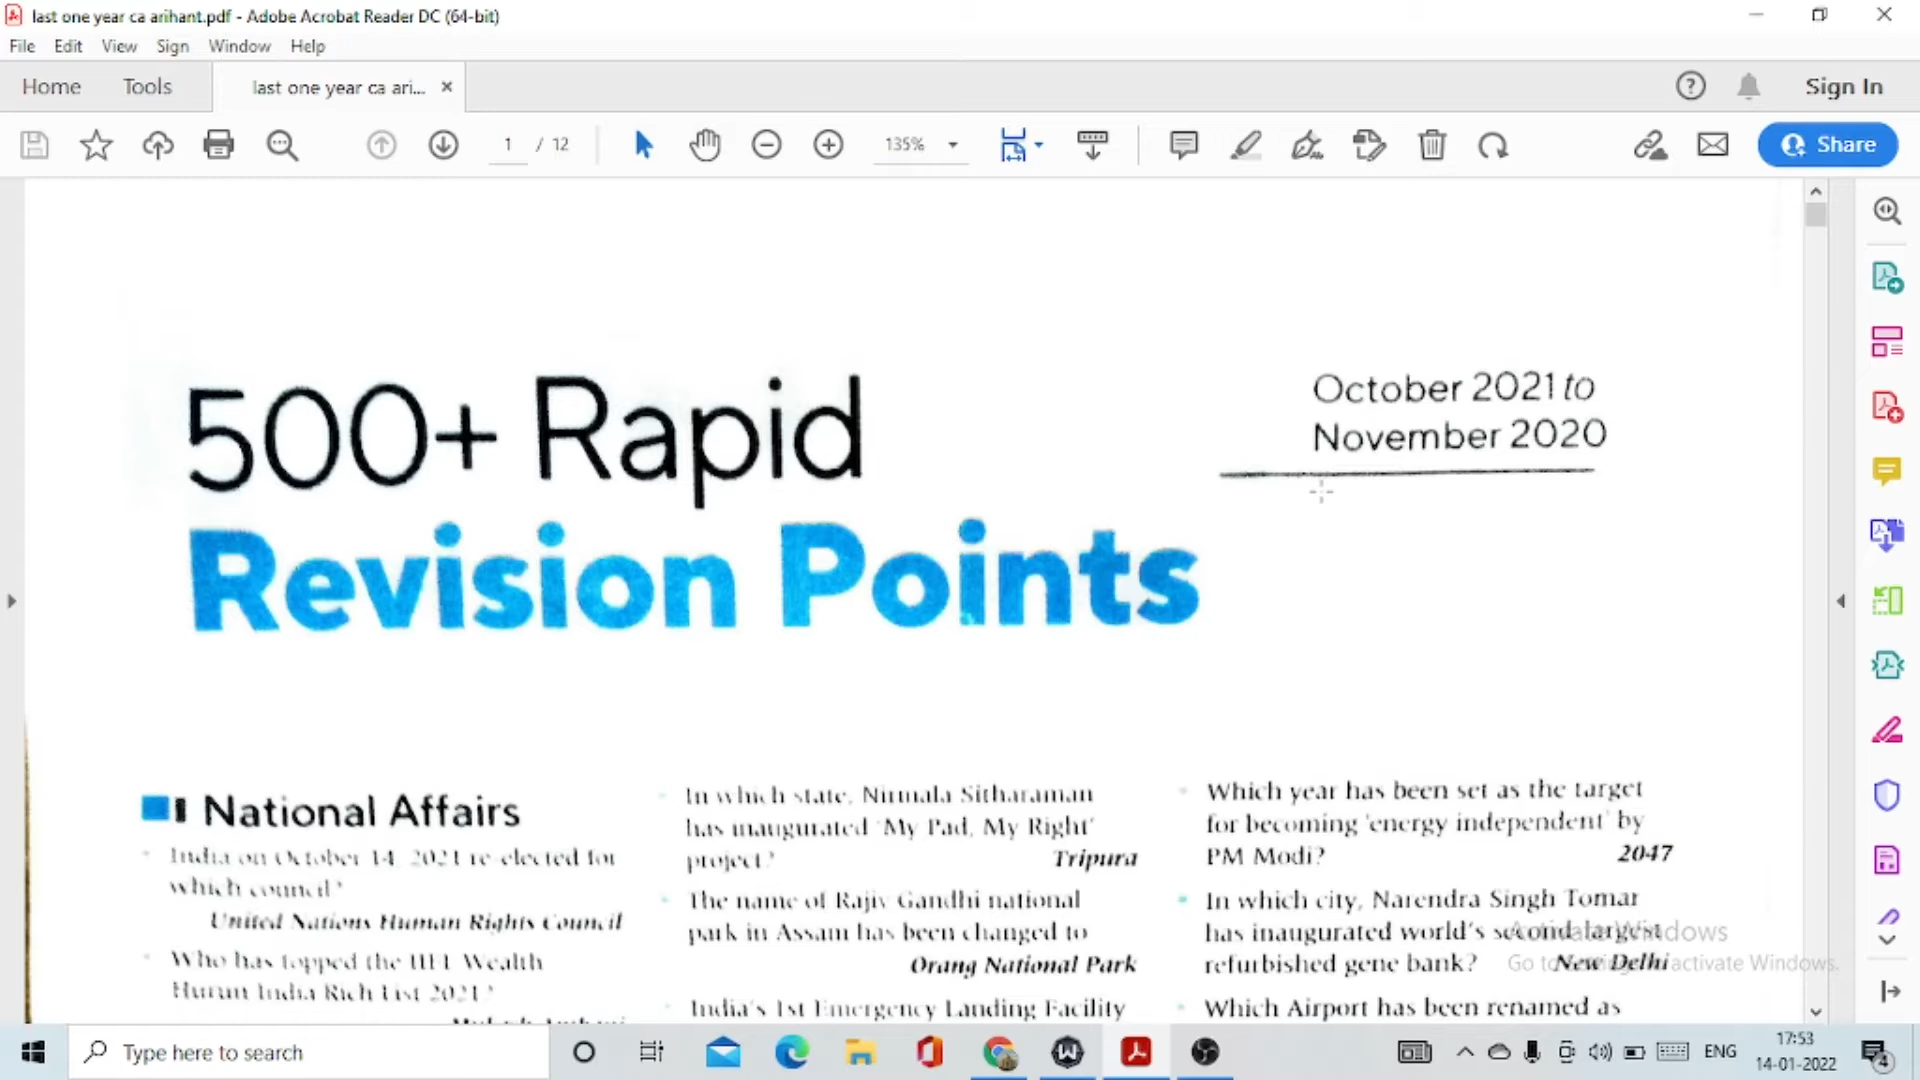 last one year ca arihant.pdf - Adobe Acrobat Reader DC (64-bit)
File Edit View Sign Window Help
Home Tools last one year ca ari... ×
Sign In
1 / 12
135%
Share
500+ Rapid
Revision Points
October 2021 to
November 2020
National Affairs
India on October 14, 2021 re-elected for
which council?
United Nations Human Rights Council
Who has topped the IIFL Wealth
Hurun India Rich List 2021?
In which state, Nirmala Sitharaman
has inaugurated 'My Pad, My Right'
project? Tripura
The name of Rajiv Gandhi national
park in Assam has been changed to
Orang National Park
India's 1st Emergency Landing Facility
Which year has been set as the target
for becoming 'energy independent' by
PM Modi? 2047
In which city, Narendra Singh Tomar
has inaugurated world's second largest
refurbished gene bank? New Delhi
Which Airport has been renamed as
Activate Windows
Go to Settings to activate Windows.
Type here to search
ENG
17:53
14-01-2022
4